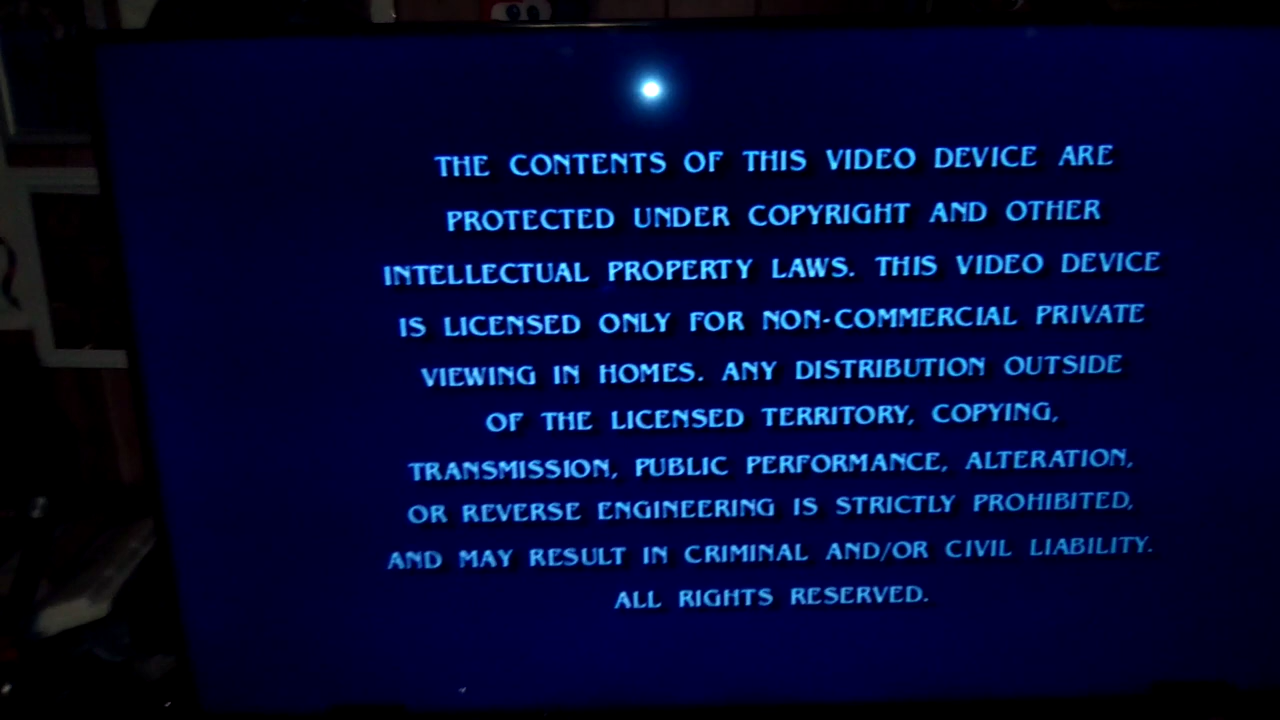 THE CONTENTS OF THIS VIDEO DEVICE ARE
PROTECTED UNDER COPYRIGHT AND OTHER
INTELLECTUAL PROPERTY LAWS. THIS VIDEO DEVICE
IS LICENSED ONLY FOR NON-COMMERCIAL PRIVATE
VIEWING IN HOMES. ANY DISTRIBUTION OUTSIDE
OF THE LICENSED TERRITORY, COPYING,
TRANSMISSION, PUBLIC PERFORMANCE, ALTERATION,
OR REVERSE ENGINEERING IS STRICTLY PROHIBITED,
AND MAY RESULT IN CRIMINAL AND/OR CIVIL LIABILITY.
ALL RIGHTS RESERVED.